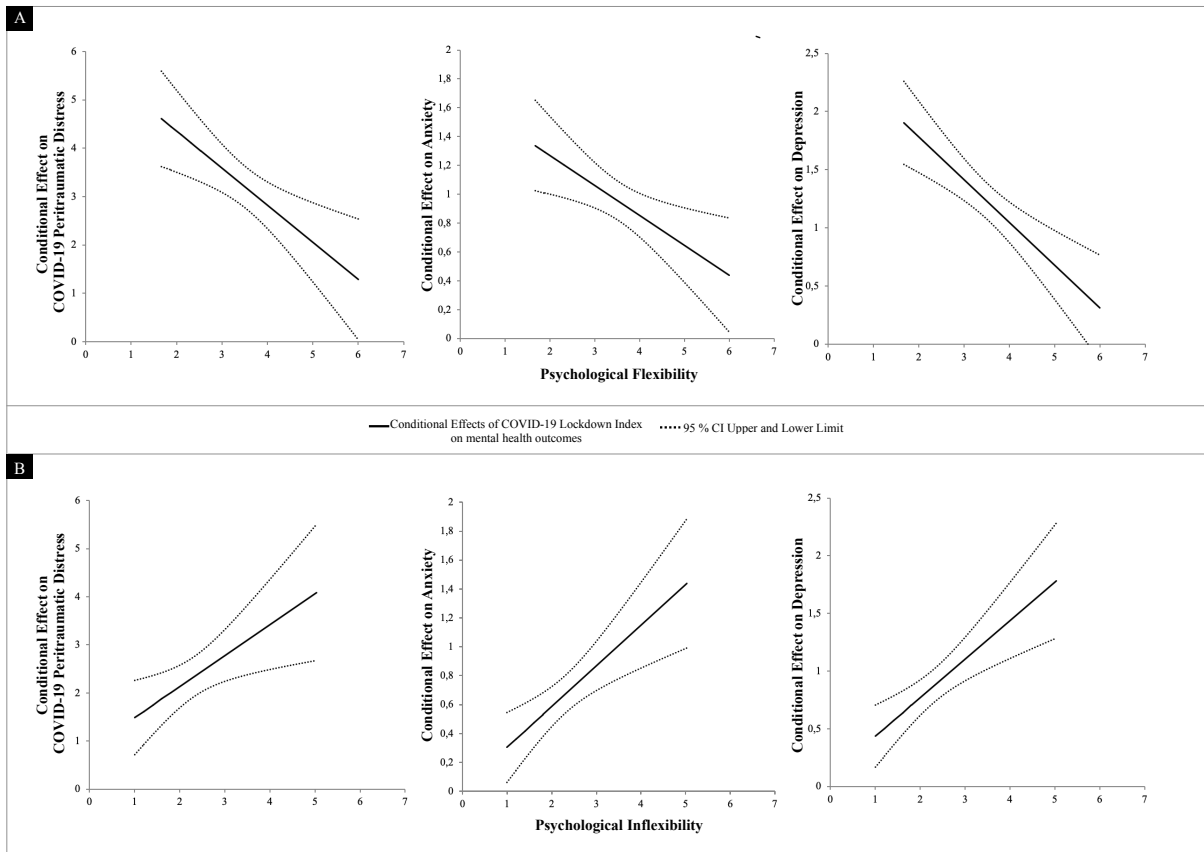 A
Conditional Effect on
COVID-19 Peritraumatic Distress
6
5
4
3
2
1
0
0 1 2 3 4 5 6 7
Conditional Effect on Anxiety
2
1,8
1,6
1,4
1,2
1
0,8
0,6
0,4
0,2
0
0 1 2 3 4 5 6 7
Psychological Flexibility
Conditional Effect on Depression
2,5
2
1,5
1
0,5
0
0 1 2 3 4 5 6 7
Conditional Effects of COVID-19 Lockdown Index
on mental health outcomes
95 % CI Upper and Lower Limit
B
Conditional Effect on
COVID-19 Peritraumatic Distress
6
5
4
3
2
1
0
0 1 2 3 4 5 6 7
Conditional Effect on Anxiety
2
1,8
1,6
1,4
1,2
1
0,8
0,6
0,4
0,2
0
0 1 2 3 4 5 6 7
Psychological Inflexibility
Conditional Effect on Depression
2,5
2
1,5
1
0,5
0
0 1 2 3 4 5 6 7